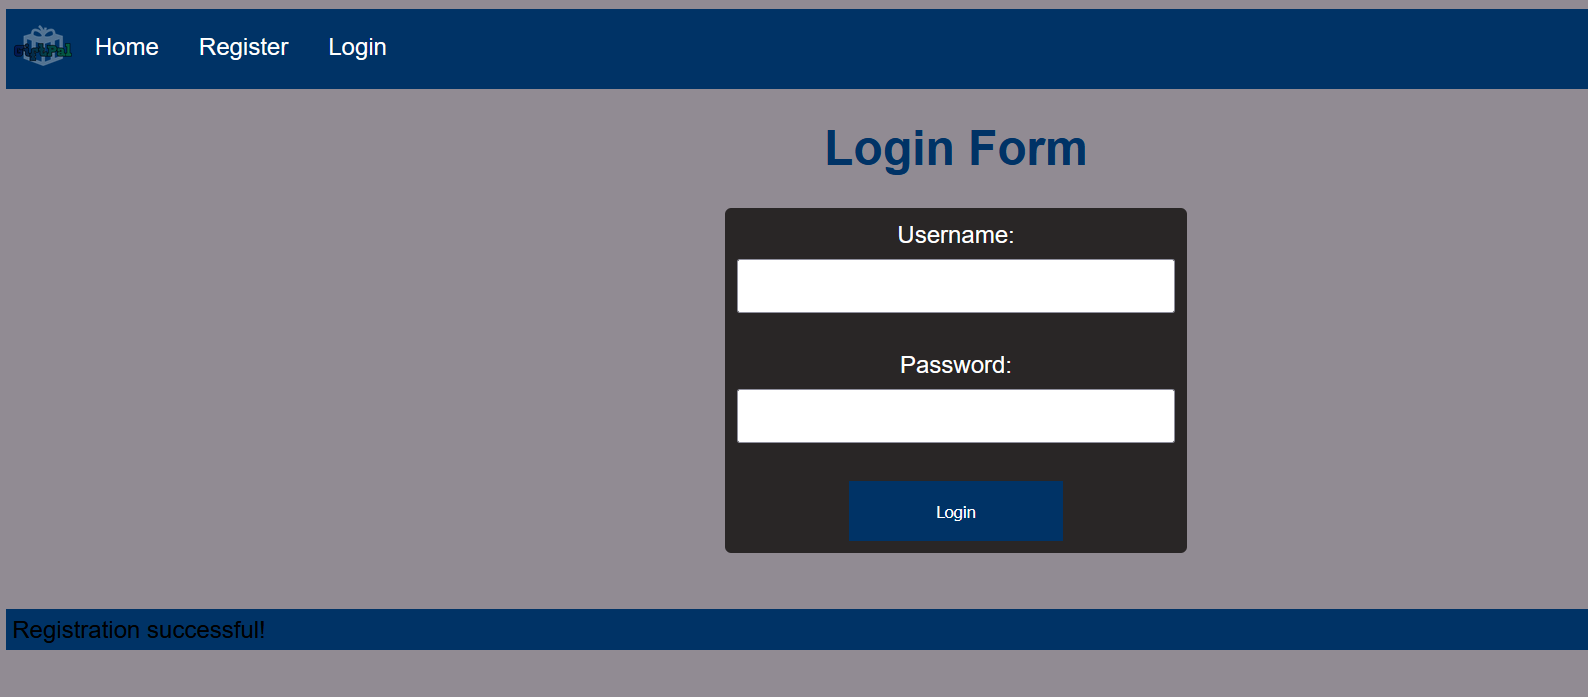 Home Register Login
Login Form
Username:
Password:
Login
Registration successful!